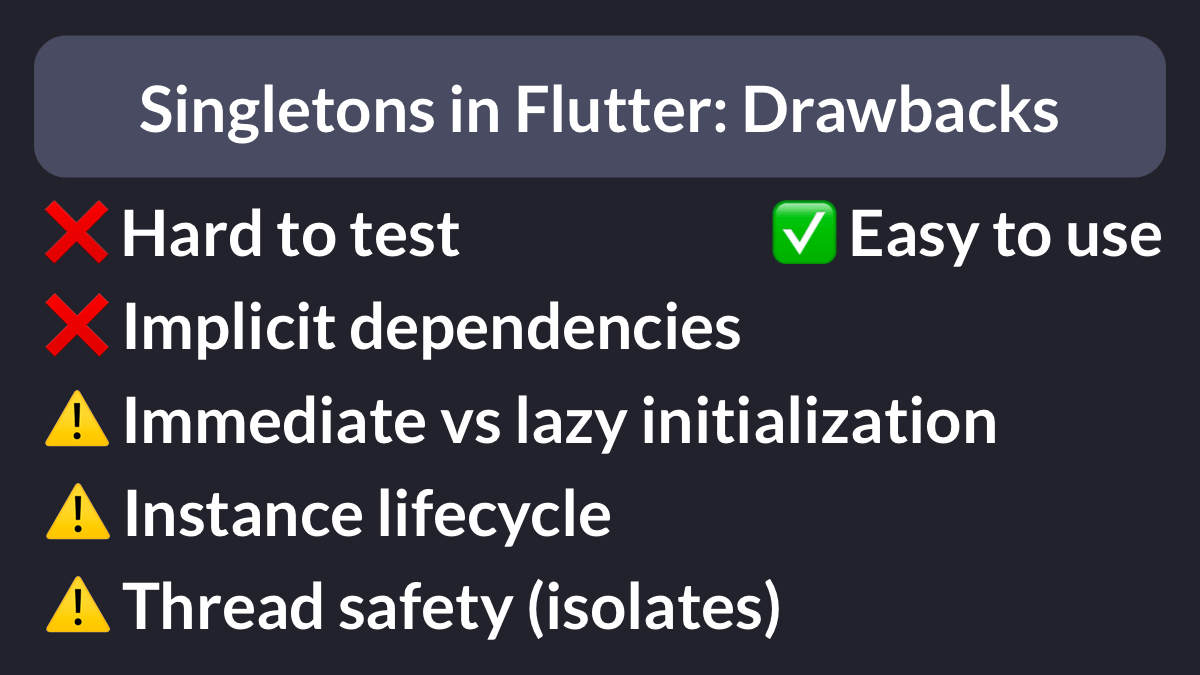 Singletons in Flutter: Drawbacks
❌ Hard to test
✅ Easy to use
❌ Implicit dependencies
⚠️ Immediate vs lazy initialization
⚠️ Instance lifecycle
⚠️ Thread safety (isolates)